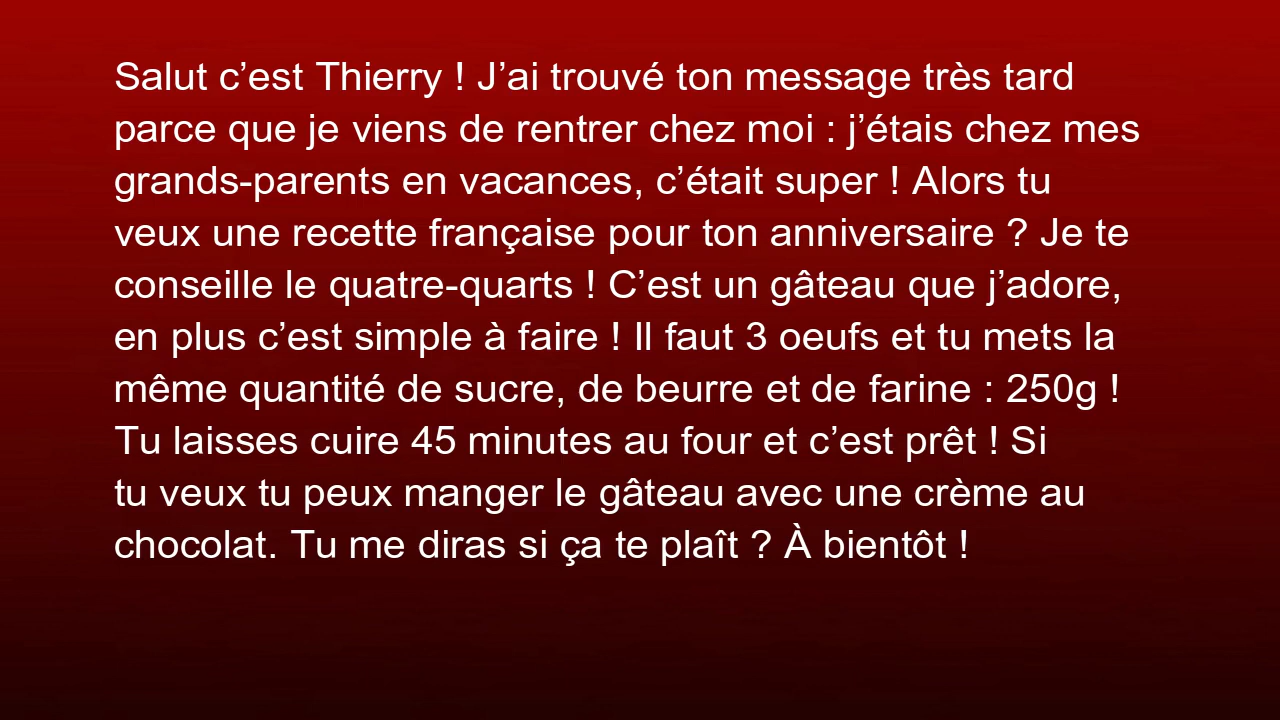 Salut c’est Thierry ! J’ai trouvé ton message très tard
parce que je viens de rentrer chez moi : j’étais chez mes
grands-parents en vacances, c’était super ! Alors tu
veux une recette française pour ton anniversaire ? Je te
conseille le quatre-quarts ! C’est un gâteau que j’adore,
en plus c’est simple à faire ! Il faut 3 oeufs et tu mets la
même quantité de sucre, de beurre et de farine : 250g !
Tu laisses cuire 45 minutes au four et c’est prêt ! Si
tu veux tu peux manger le gâteau avec une crème au
chocolat. Tu me diras si ça te plaît ? À bientôt !